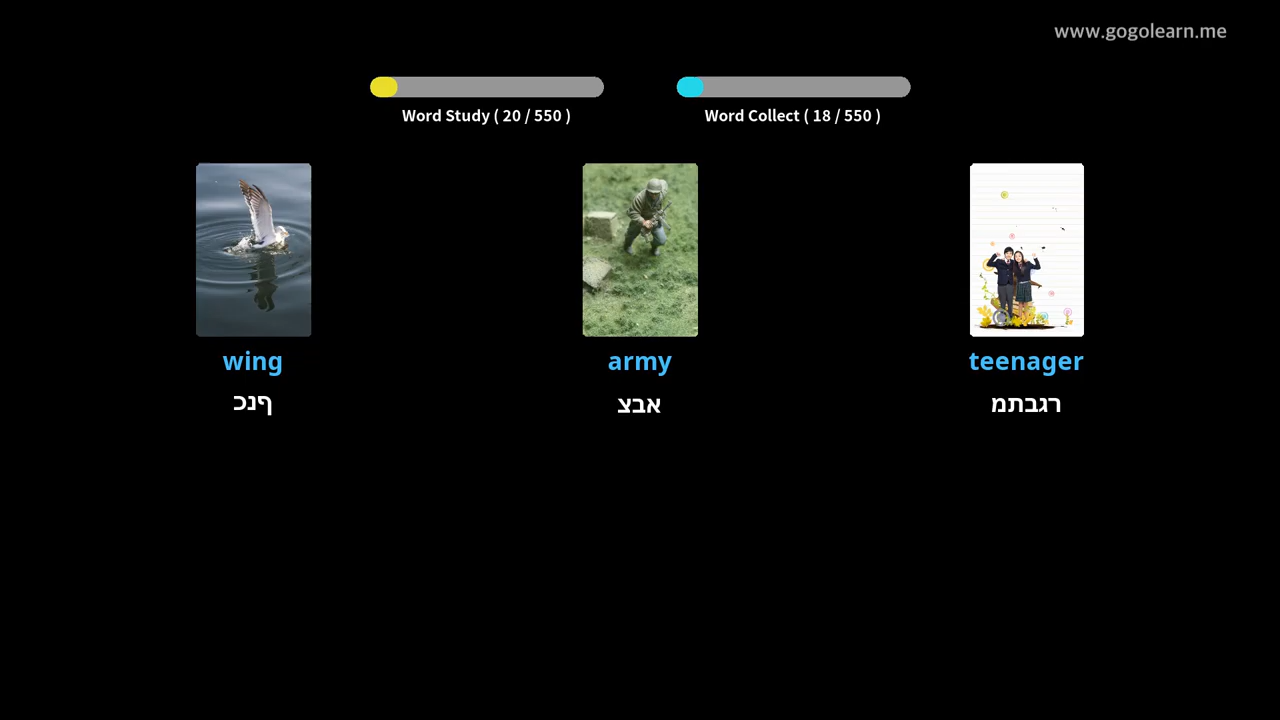 www.gogolearn.me
Word Study ( 20 / 550 )
Word Collect ( 18 / 550 )
wing
ףנכ
army
אבצ
teenager
רגבתמ